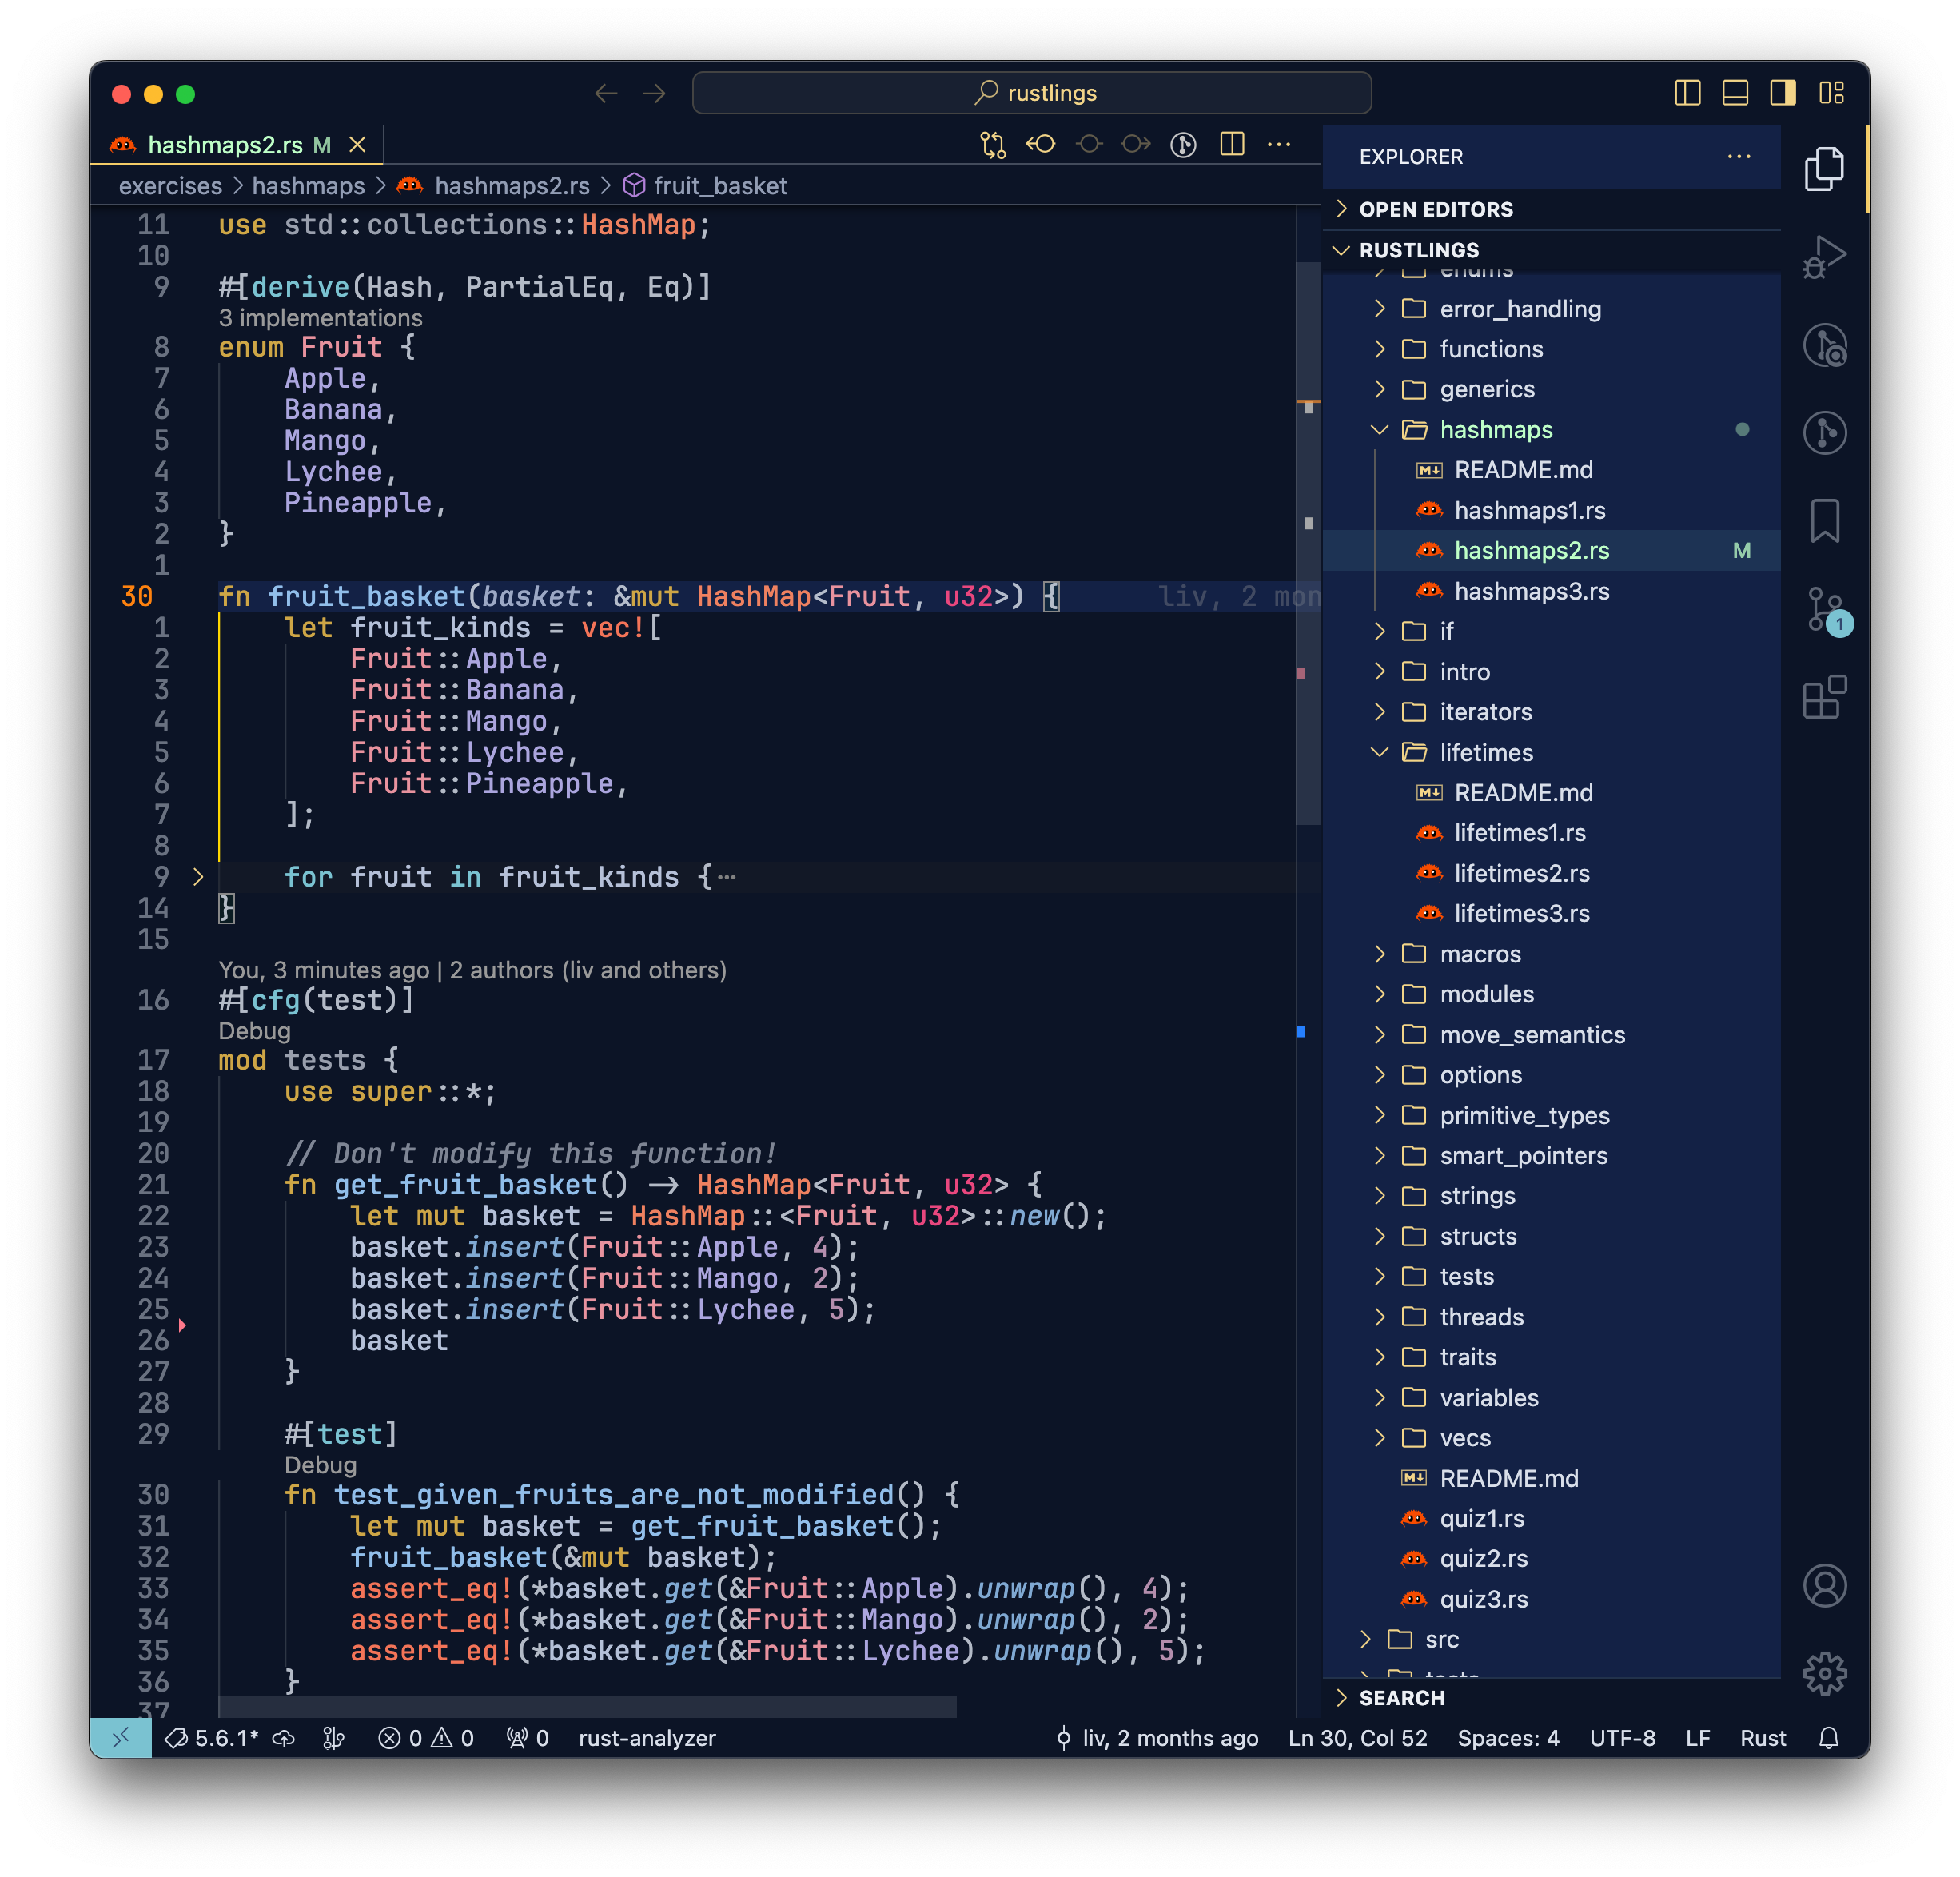 rustlings
hashmaps2.rs M
exercises > hashmaps > hashmaps2.rs > fruit_basket
11 use std::collections::HashMap;
10
9 #[derive(Hash, PartialEq, Eq)]
3 implementations
8 enum Fruit {
7 Apple,
6 Banana,
5 Mango,
4 Lychee,
3 Pineapple,
2 }
1
30 fn fruit_basket(basket: &mut HashMap<Fruit, u32>) { liv, 2 mon
1 let fruit_kinds = vec![
2 Fruit::Apple,
3 Fruit::Banana,
4 Fruit::Mango,
5 Fruit::Lychee,
6 Fruit::Pineapple,
7 ];
8
9 for fruit in fruit_kinds {⋯
14 }
15
You, 3 minutes ago | 2 authors (liv and others)
16 #[cfg(test)]
Debug
17 mod tests {
18 use super::*;
19
20 // Don't modify this function!
21 fn get_fruit_basket() -> HashMap<Fruit, u32> {
22 let mut basket = HashMap::<Fruit, u32>::new();
23 basket.insert(Fruit::Apple, 4);
24 basket.insert(Fruit::Mango, 2);
25 basket.insert(Fruit::Lychee, 5);
26 basket
27 }
28
29 #[test]
Debug
30 fn test_given_fruits_are_not_modified() {
31 let mut basket = get_fruit_basket();
32 fruit_basket(&mut basket);
33 assert_eq!(*basket.get(&Fruit::Apple).unwrap(), 4);
34 assert_eq!(*basket.get(&Fruit::Mango).unwrap(), 2);
35 assert_eq!(*basket.get(&Fruit::Lychee).unwrap(), 5);
36 }
37
EXPLORER
OPEN EDITORS
RUSTLINGS
enums
error_handling
functions
generics
hashmaps
README.md
hashmaps1.rs
hashmaps2.rs M
hashmaps3.rs
if
intro
iterators
lifetimes
README.md
lifetimes1.rs
lifetimes2.rs
lifetimes3.rs
macros
modules
move_semantics
options
primitive_types
smart_pointers
strings
structs
tests
threads
traits
variables
vecs
README.md
quiz1.rs
quiz2.rs
quiz3.rs
src
tests
SEARCH
1
5.6.1* 0 0 0 rust-analyzer liv, 2 months ago Ln 30, Col 52 Spaces: 4 UTF-8 LF Rust